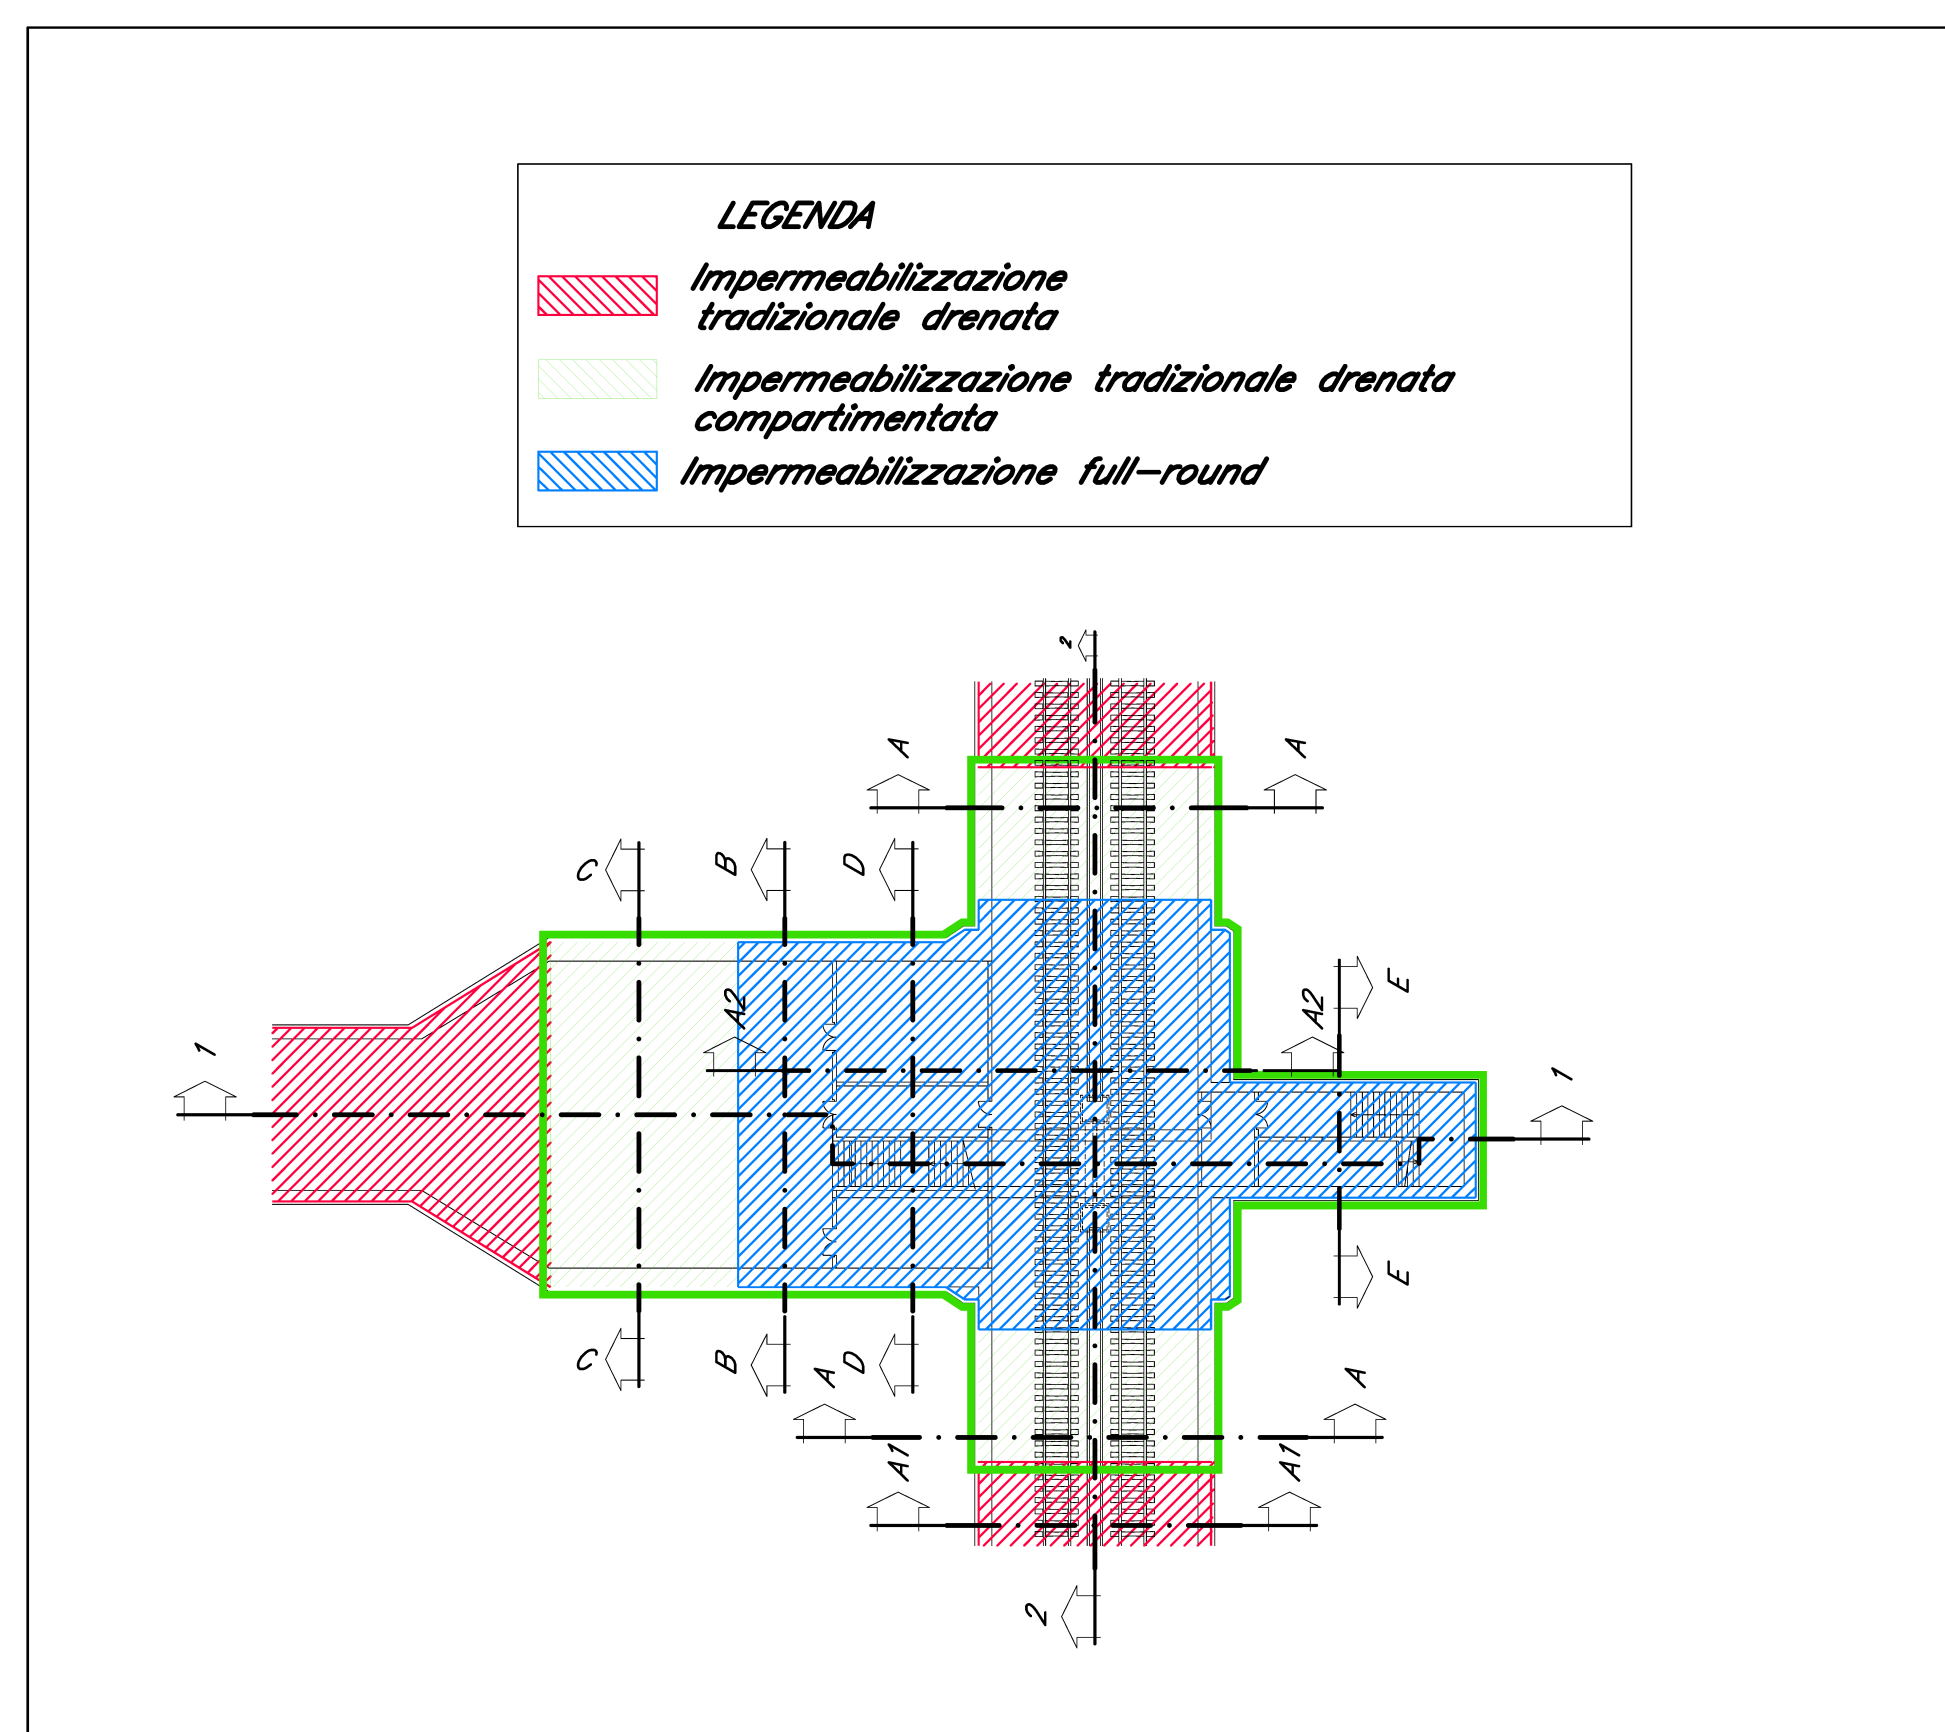 LEGENDA
Impermeabilizzazione
tradizionale drenata
Impermeabilizzazione tradizionale drenata
compartimentata
Impermeabilizzazione full-round
2
A
A
C
B
D
E
A2
A2
1
1
E
C
B
D
A
A
A1
A1
2